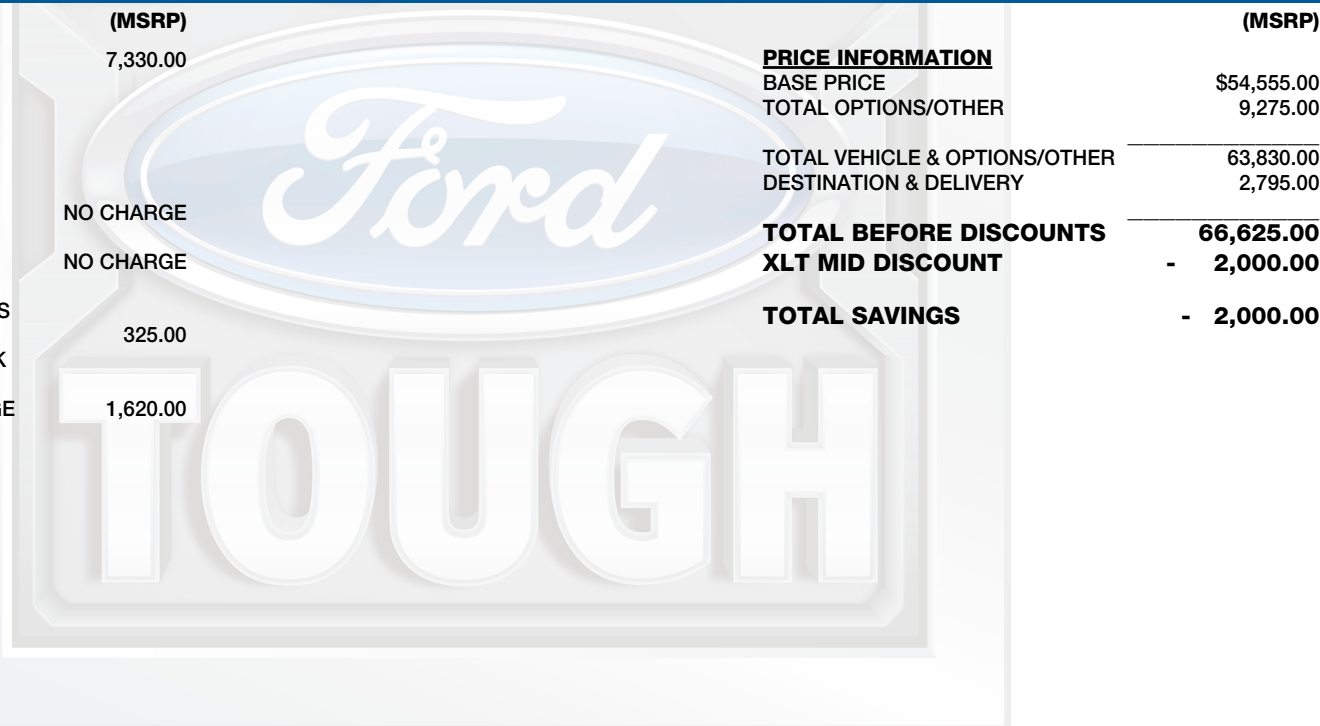 (MSRP)
7,330.00
NO CHARGE
NO CHARGE
S
325.00
K
GE 1,620.00
(MSRP)
PRICE INFORMATION
BASE PRICE $54,555.00
TOTAL OPTIONS/OTHER 9,275.00
TOTAL VEHICLE & OPTIONS/OTHER 63,830.00
DESTINATION & DELIVERY 2,795.00
TOTAL BEFORE DISCOUNTS 66,625.00
XLT MID DISCOUNT - 2,000.00
TOTAL SAVINGS - 2,000.00
Ford
TOUGH